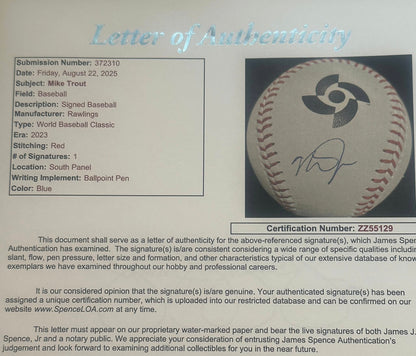 Letter of Authenticity
Submission Number: 372310
Date: Friday, August 22, 2025
Subject: Mike Trout
Field: Baseball
Description: Signed Baseball
Manufacturer: Rawlings
Type: World Baseball Classic
Era: 2023
Stitching: Red
# of Signatures: 1
Location: South Panel
Writing Implement: Ballpoint Pen
Color: Blue
Certification Number: ZZ55129
This document shall serve as a letter of authenticity for the above-referenced signature(s), which James Spence
Authentication has examined. The signature(s) is/are consistent considering a wide range of specific qualities including
slant, flow, pen pressure, letter size and formation, and other characteristics typical of our extensive database of known
exemplars we have examined throughout our hobby and professional careers.
It is our considered opinion that the signature(s) is/are genuine. Your authenticated signature(s) has been
assigned a unique certification number, which is uploaded into our restricted database and can be confirmed on our
website www.SpenceLOA.com at any time.
This letter must appear on our proprietary water-marked paper and bear the live signatures of both James J.
Spence, Jr and a notary public. We appreciate your consideration of entrusting James Spence Authentication's
judgement and look forward to examining additional collectibles for you in the near future.